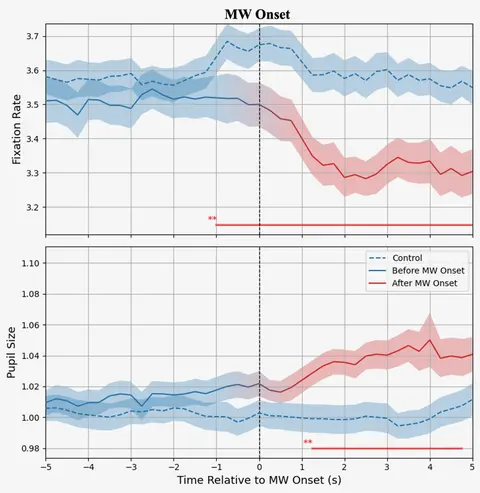 MW Onset
3.7
3.6
3.5
3.4
3.3
3.2
Fixation Rate
**
1.10
1.08
1.06
1.04
1.02
1.00
0.98
Pupil Size
Control
Before MW Onset
After MW Onset
**
−5 −4 −3 −2 −1 0 1 2 3 4 5
Time Relative to MW Onset (s)